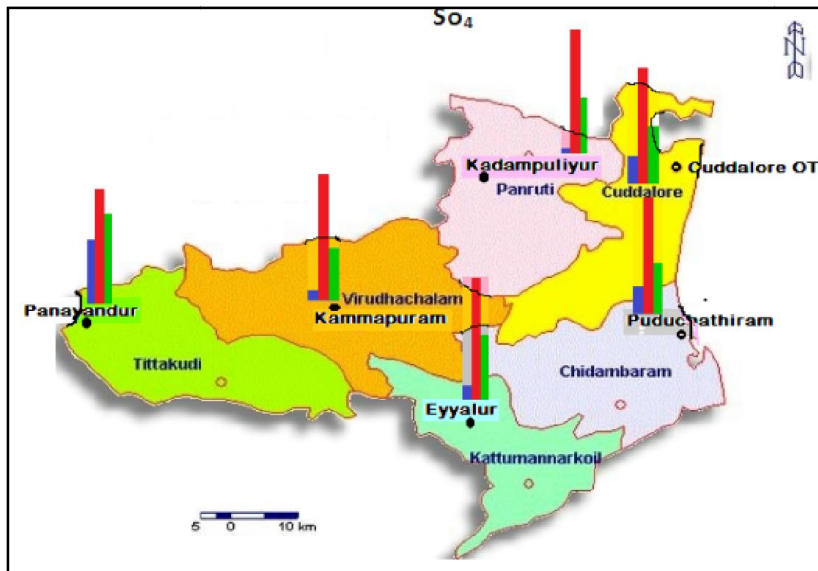 So₄
N
Kadampuliyur
Panruti
Cuddalore OT
Cuddalore
Panayandur
Virudhachalam
Kammapuram
Puduchathiram
Tittakudi
Chidambaram
Eyyalur
Kattumannarkoil
5 0 10 km